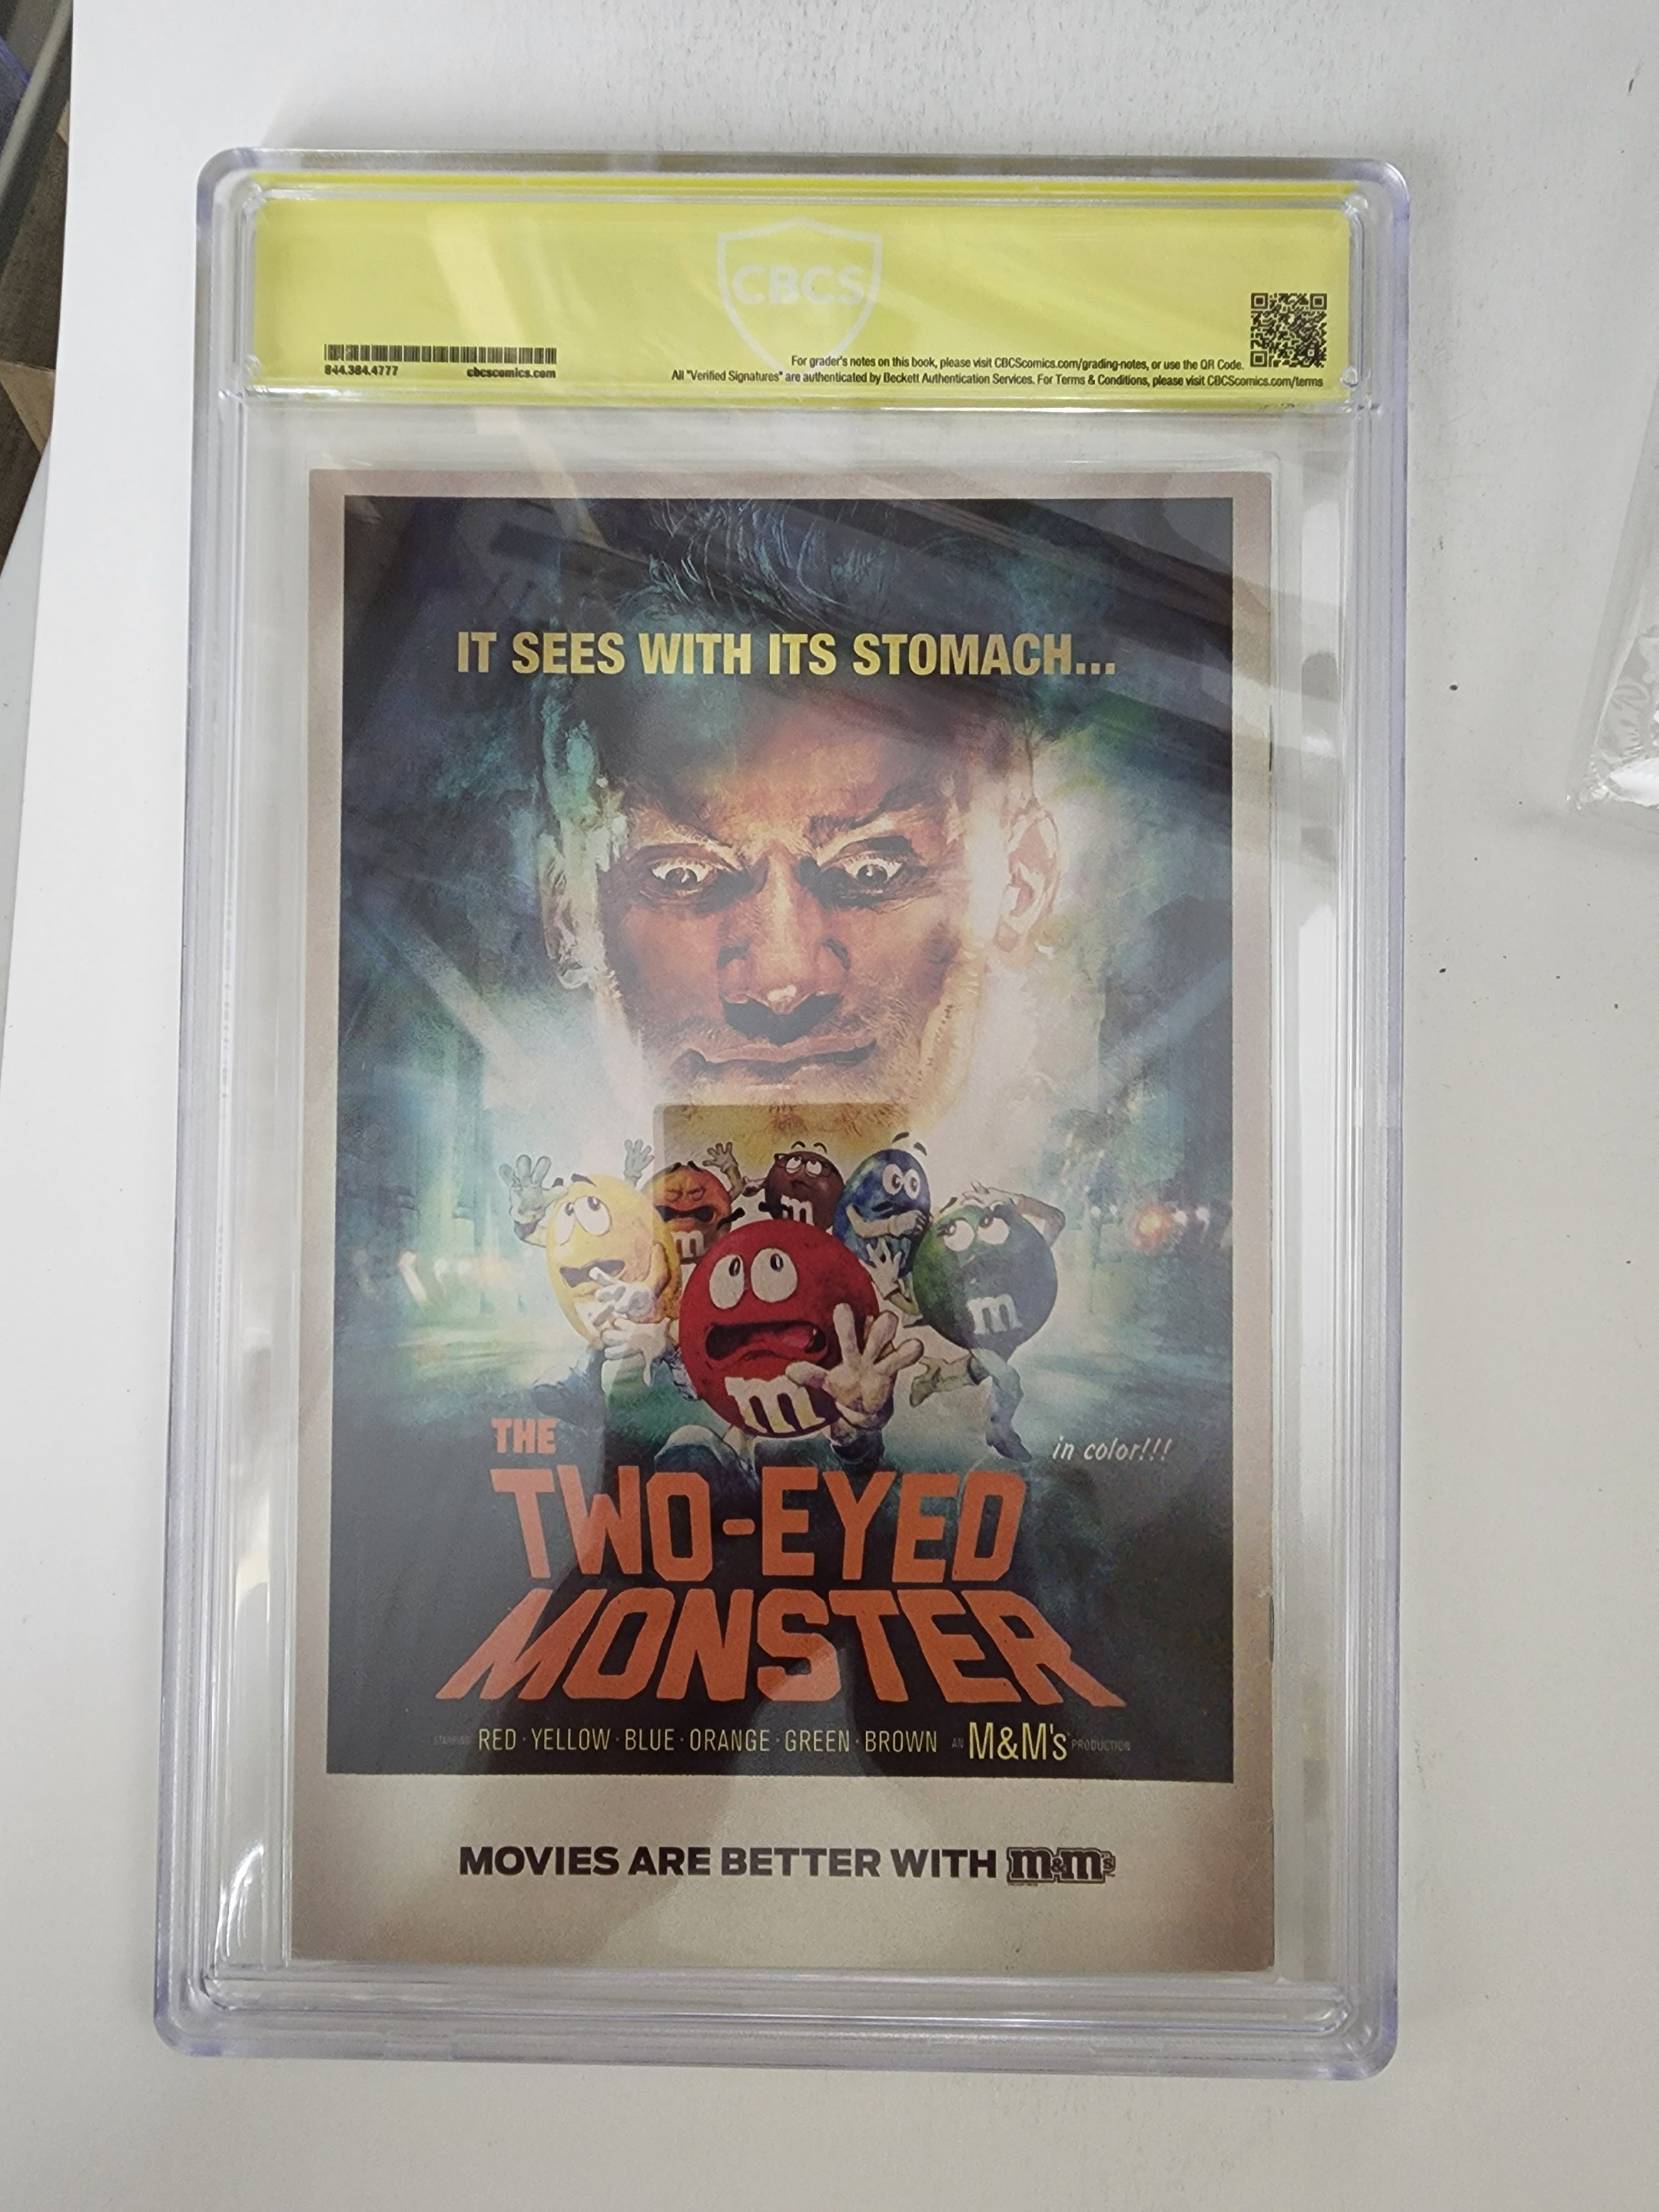 CBCS
844.384.4777 cbcscomics.com
For grader's notes on this book, please visit CBCScomics.com/grading-notes, or use the QR Code.
All "Verified Signatures" are authenticated by Beckett Authentication Services. For Terms & Conditions, please visit CBCScomics.com/terms
IT SEES WITH ITS STOMACH...
m
m
m
m
THE
in color!!!
TWO-EYED
MONSTER
STARRING RED · YELLOW · BLUE · ORANGE · GREEN · BROWN AN M&M's PRODUCTION
MOVIES ARE BETTER WITH m&m's